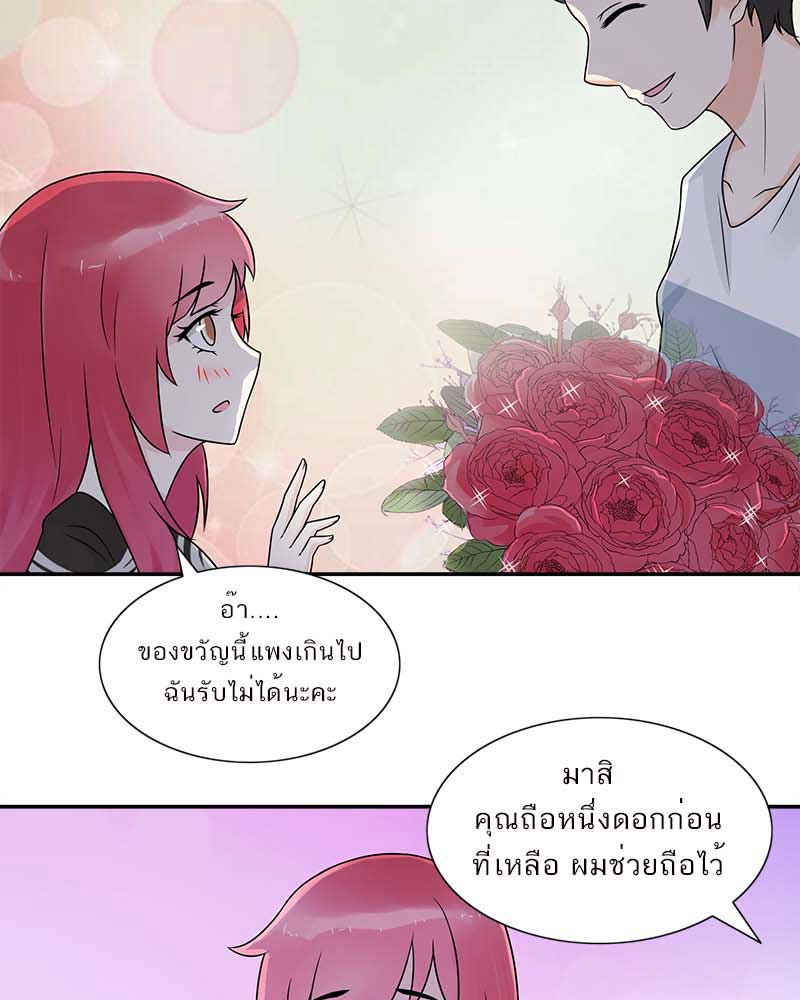 อ๊า....
ของขวัญนี้แพงเกินไป
ฉันรับไม่ได้นะคะ
มาสิ
คุณถือหนึ่งดอกก่อน
ที่เหลือ ผมช่วยถือไว้